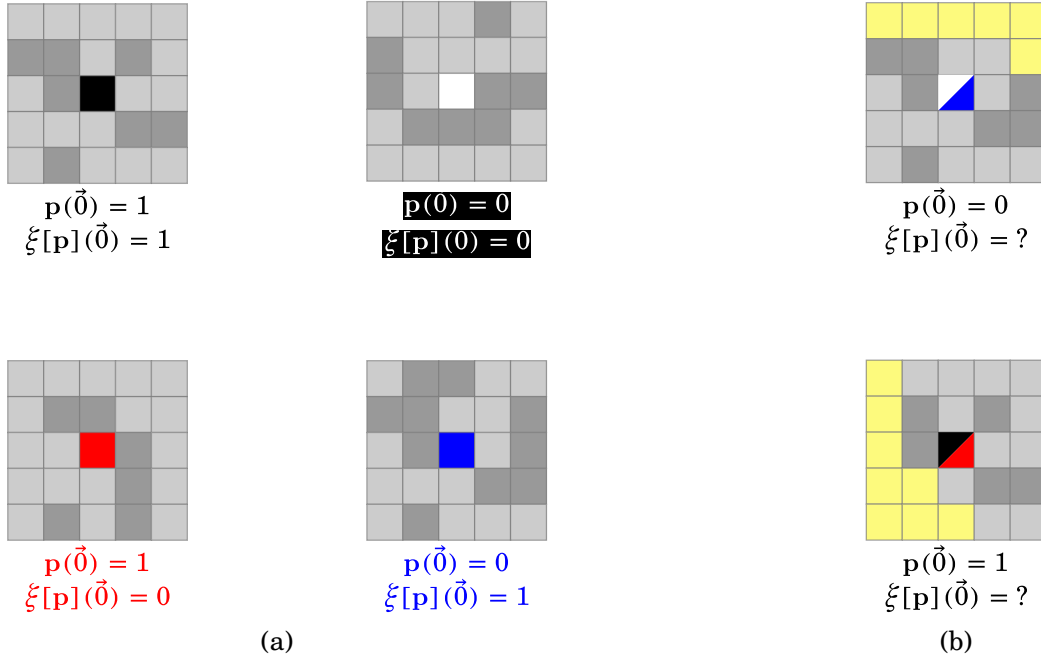 p(0⃗) = 1
ξ[p](0⃗) = 1
p(0) = 0
ξ[p](0) = 0
p(0⃗) = 0
ξ[p](0⃗) = ?
p(0⃗) = 1
ξ[p](0⃗) = 0
p(0⃗) = 0
ξ[p](0⃗) = 1
p(0⃗) = 1
ξ[p](0⃗) = ?
(a)
(b)